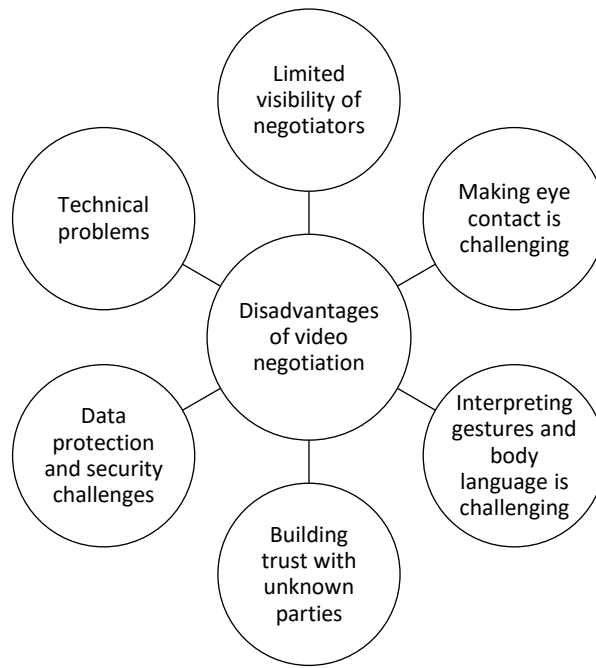 Limited
visibility of
negotiators
Technical
problems
Making eye
contact is
challenging
Disadvantages
of video
negotiation
Data
protection
and security
challenges
Interpreting
gestures and
body
language is
challenging
Building
trust with
unknown
parties